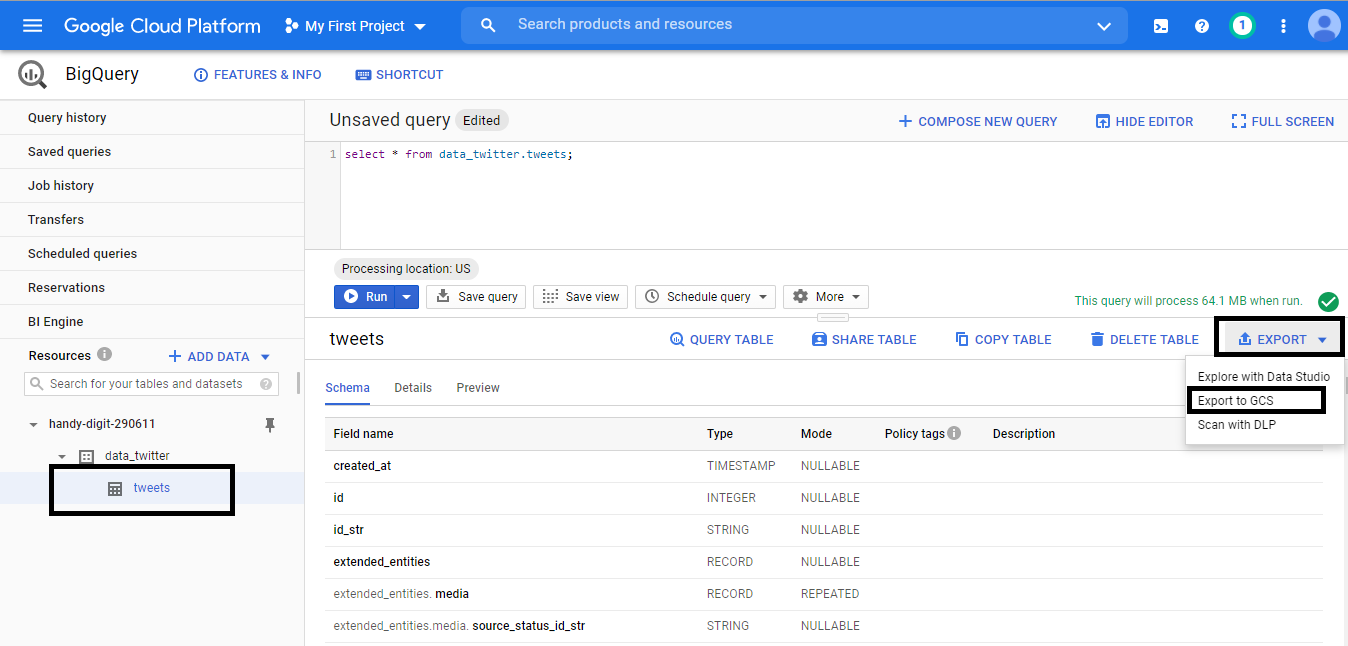 Google Cloud Platform My First Project Search products and resources 1
BigQuery FEATURES & INFO SHORTCUT
Query history
Saved queries
Job history
Transfers
Scheduled queries
Reservations
BI Engine
Resources ADD DATA
Search for your tables and datasets
handy-digit-290611
data_twitter
tweets
Unsaved query Edited COMPOSE NEW QUERY HIDE EDITOR FULL SCREEN
1 select * from data_twitter.tweets;
Processing location: US
Run Save query Save view Schedule query More This query will process 64.1 MB when run.
tweets QUERY TABLE SHARE TABLE COPY TABLE DELETE TABLE EXPORT
Explore with Data Studio
Export to GCS
Scan with DLP
Schema Details Preview
Field name Type Mode Policy tags Description
created_at TIMESTAMP NULLABLE
id INTEGER NULLABLE
id_str STRING NULLABLE
extended_entities RECORD NULLABLE
extended_entities. media RECORD REPEATED
extended_entities.media. source_status_id_str STRING NULLABLE